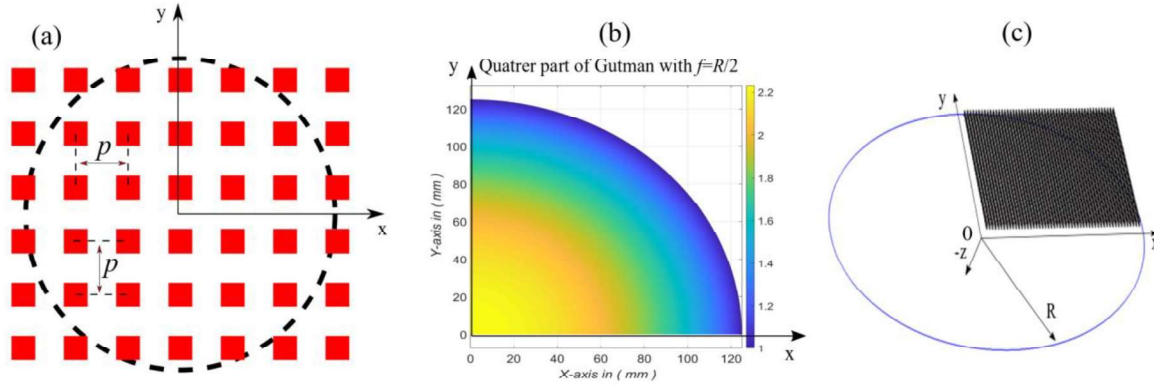 (a)
y
x
p
p
(b)
y
Quatrer part of Gutman with f=R/2
120
100
80
60
40
20
0
Y-axis in ( mm )
0 20 40 60 80 100 120
x
X-axis in ( mm )
2.2
2
1.8
1.6
1.4
1.2
1
(c)
y
O
-z
R